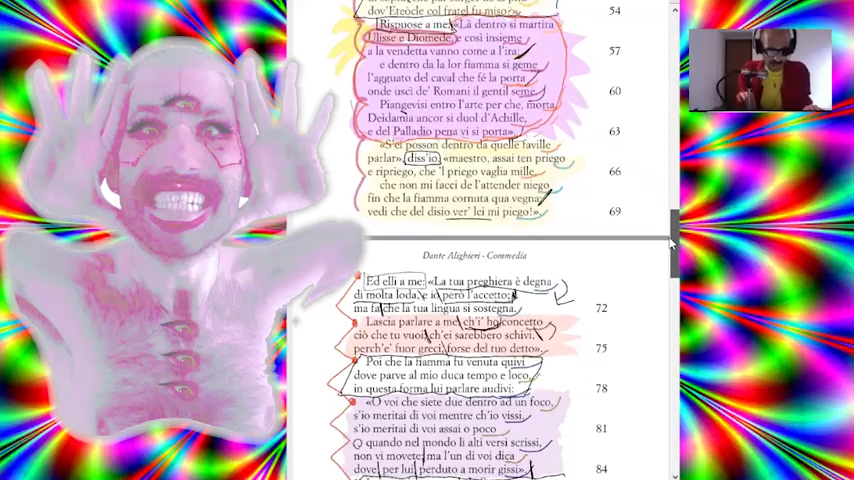 dov'Eteòcle col fratel fu miso?»
54
Rispuose a me: «Là dentro si martira
Ulisse e Diomede, e così insieme
a la vendetta vanno come a l'ira;
57
e dentro da la lor fiamma si geme
l'agguato del caval che fé la porta
onde uscì de' Romani il gentil seme.
60
Piangevisi entro l'arte per che, morta,
Deïdamìa ancor si duol d'Achille,
e del Palladio pena vi si porta».
63
«S'ei posson dentro da quelle faville
parlar», diss'io, «maestro, assai ten priego
e ripriego, che 'l priego vaglia mille,
66
che non mi facci de l'attender niego
fin che la fiamma cornuta qua vegna;
vedi che del disio ver' lei mi piego!».
69
Dante Alighieri - Commedia
Ed elli a me: «La tua preghiera è degna
di molta loda, e io però l'accetto;
ma fa che la tua lingua si sostegna.
72
Lascia parlare a me, ch'i' ho concetto
ciò che tu vuoi; ch'ei sarebbero schivi,
perch'e' fuor greci, forse del tuo detto».
75
Poi che la fiamma fu venuta quivi
dove parve al mio duca tempo e loco,
in questa forma lui parlare audivi:
78
«O voi che siete due dentro ad un foco,
s'io meritai di voi mentre ch'io vissi,
s'io meritai di voi assai o poco
81
quando nel mondo li alti versi scrissi,
non vi movete; ma l'un di voi dica
dove, per lui, perduto a morir gissi».
84